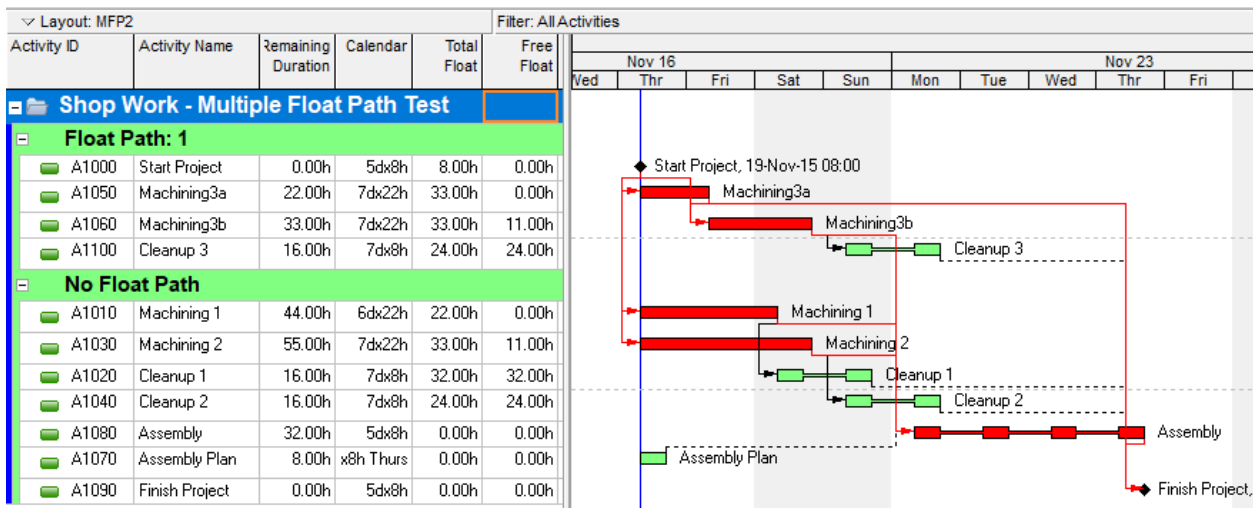 Layout: MFP2 Filter: All Activities
Activity ID Activity Name Remaining Duration Calendar Total Float Free Float
Nov 16 Nov 23
Wed Thr Fri Sat Sun Mon Tue Wed Thr Fri
Shop Work - Multiple Float Path Test
Float Path: 1
A1000 Start Project 0.00h 5dx8h 8.00h 0.00h Start Project, 19-Nov-15 08:00
A1050 Machining3a 22.00h 7dx22h 33.00h 0.00h Machining3a
A1060 Machining3b 33.00h 7dx22h 33.00h 11.00h Machining3b
A1100 Cleanup 3 16.00h 7dx8h 24.00h 24.00h Cleanup 3
No Float Path
A1010 Machining 1 44.00h 6dx22h 22.00h 0.00h Machining 1
A1030 Machining 2 55.00h 7dx22h 33.00h 11.00h Machining 2
A1020 Cleanup 1 16.00h 7dx8h 32.00h 32.00h Cleanup 1
A1040 Cleanup 2 16.00h 7dx8h 24.00h 24.00h Cleanup 2
A1080 Assembly 32.00h 5dx8h 0.00h 0.00h Assembly
A1070 Assembly Plan 8.00h x8h Thurs 0.00h 0.00h Assembly Plan
A1090 Finish Project 0.00h 5dx8h 0.00h 0.00h Finish Project,